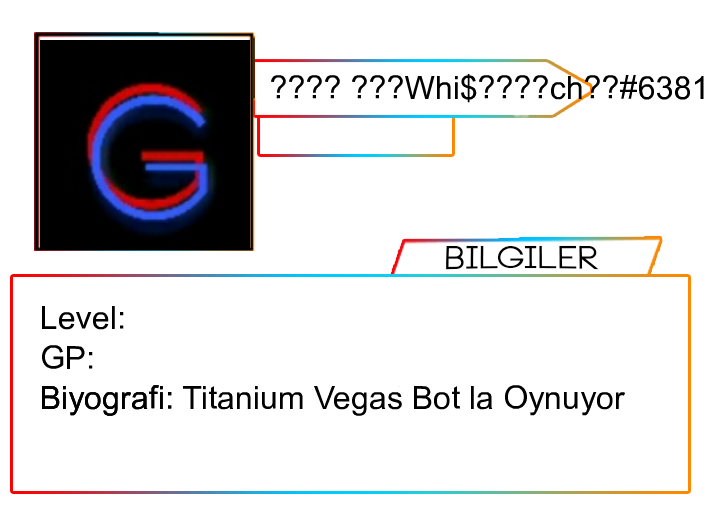 G
???? ???Whi$????ch??#6381
BILGILER
Level:
GP:
Biyografi: Titanium Vegas Bot la Oynuyor